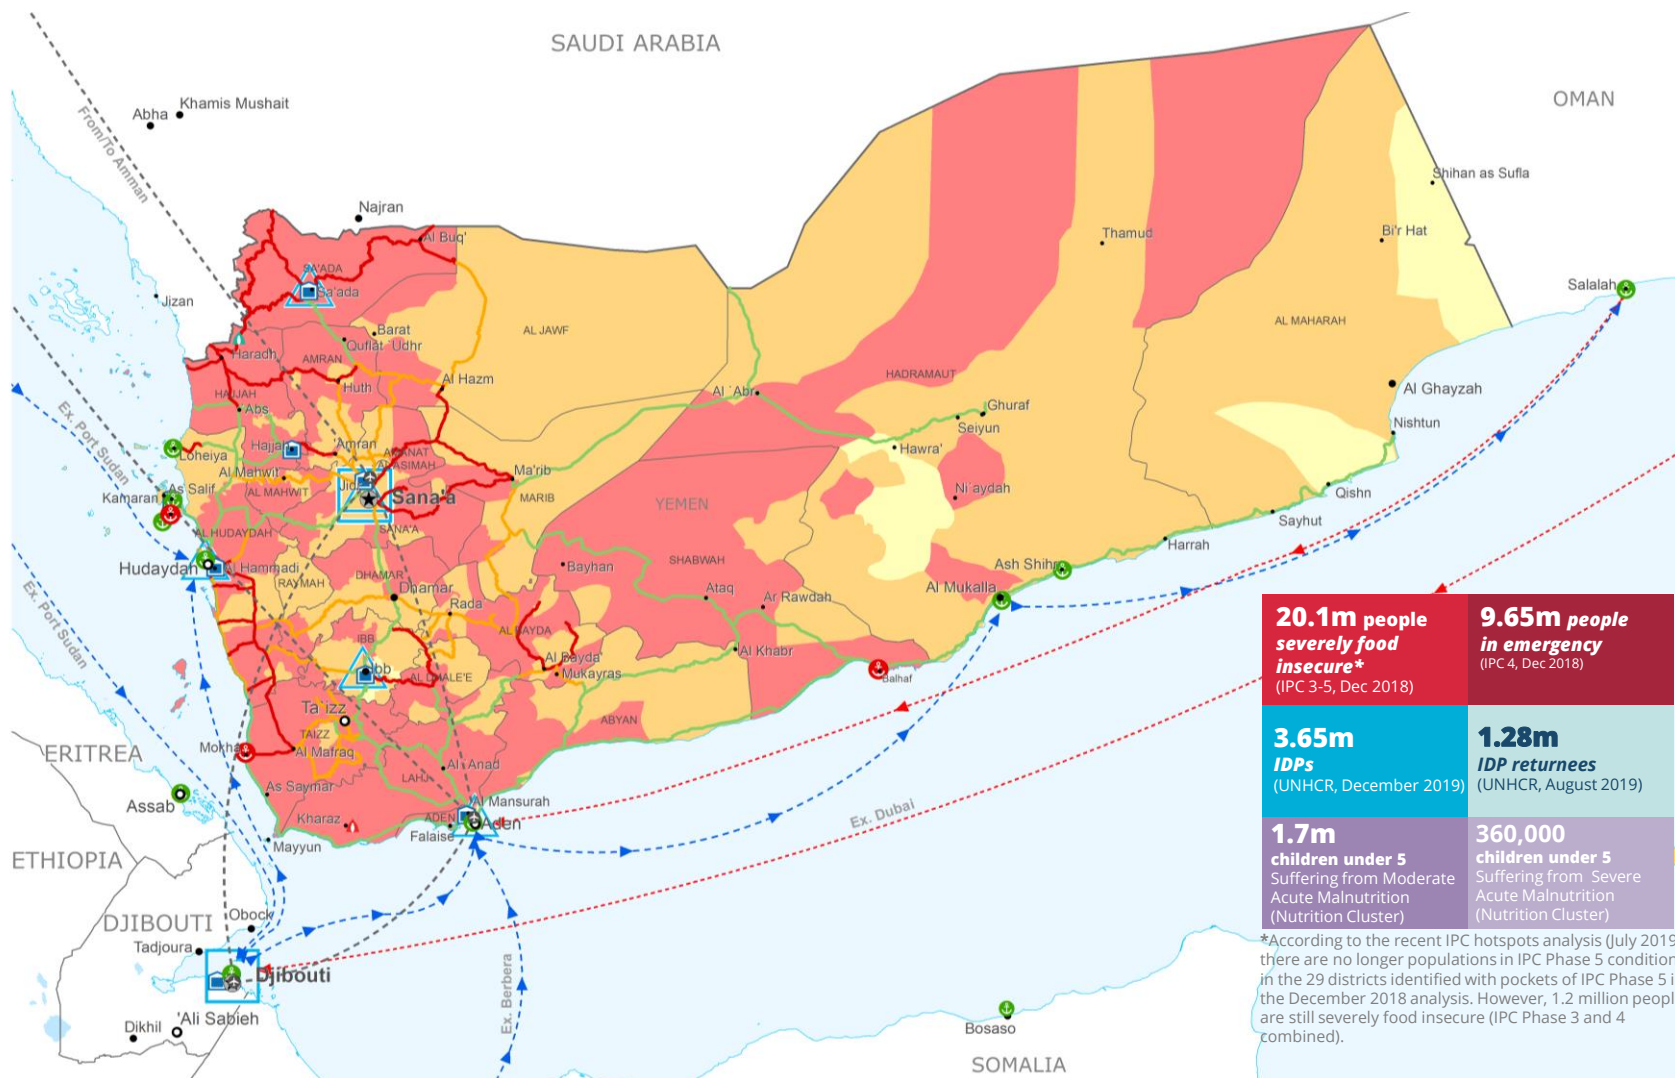 SAUDI ARABIA
OMAN
Khamis Mushait
Abha
From/To Amman
Shihan as Sufla
Najran
Al Buq'
Thamud
Bi'r Hat
SA'ADA
Sa'ada
Salalah
Jizan
AL JAWF
AL MAHARAH
Barat
Quflat `Udhr
Haradh
AMRAN
HADRAMAUT
Al Hazm
Huth
Al `Abr
Al Ghayzah
HAJJAH
Abs
Ghuraf
Seiyun
Nishtun
Ex. Port Sudan
Hajjah
'Amran
Hawra'
Loheiya
AMANAT
AL ASIMAH
Al Mahwit
Ma'rib
As Salif
AL MAHWIT
Sana'a
MARIB
YEMEN
Ni`aydah
Qishn
Kamaran
Sayhut
AL HUDAYDAH
SANA'A
Harrah
SHABWAH
Hudaydah
Al Hammadi
RAYMAH
DHAMAR
Bayhan
Ash Shihr
Dhamar
Ataq
Al Mukalla
Rada
Ar Rawdah
Ex. Port Sudan
AL BAYDA
IBB
Ibb
Al Khabr
Al Bayda'
Mukayras
AL DHALE'E
Balhaf
Ta`izz
ABYAN
TAIZZ
Mokha
Al Mafraq
ERITREA
Al `Anad
LAHJ
As Saymar
Assab
Al Mansurah
Kharaz
ADEN
Aden
Falaise
Ex. Dubai
Mayyun
ETHIOPIA
DJIBOUTI
Obock
Tadjoura
Djibouti
Ex. Berbera
'Ali Sabieh
Dikhil
Bosaso
SOMALIA
20.1m people
severely food
insecure*
(IPC 3-5, Dec 2018)
9.65m people
in emergency
(IPC 4, Dec 2018)
3.65m
IDPs
(UNHCR, December 2019)
1.28m
IDP returnees
(UNHCR, August 2019)
1.7m
children under 5
Suffering from Moderate
Acute Malnutrition
(Nutrition Cluster)
360,000
children under 5
Suffering from Severe
Acute Malnutrition
(Nutrition Cluster)
*According to the recent IPC hotspots analysis (July 2019
there are no longer populations in IPC Phase 5 condition
in the 29 districts identified with pockets of IPC Phase 5 i
the December 2018 analysis. However, 1.2 million peopl
are still severely food insecure (IPC Phase 3 and 4
combined).